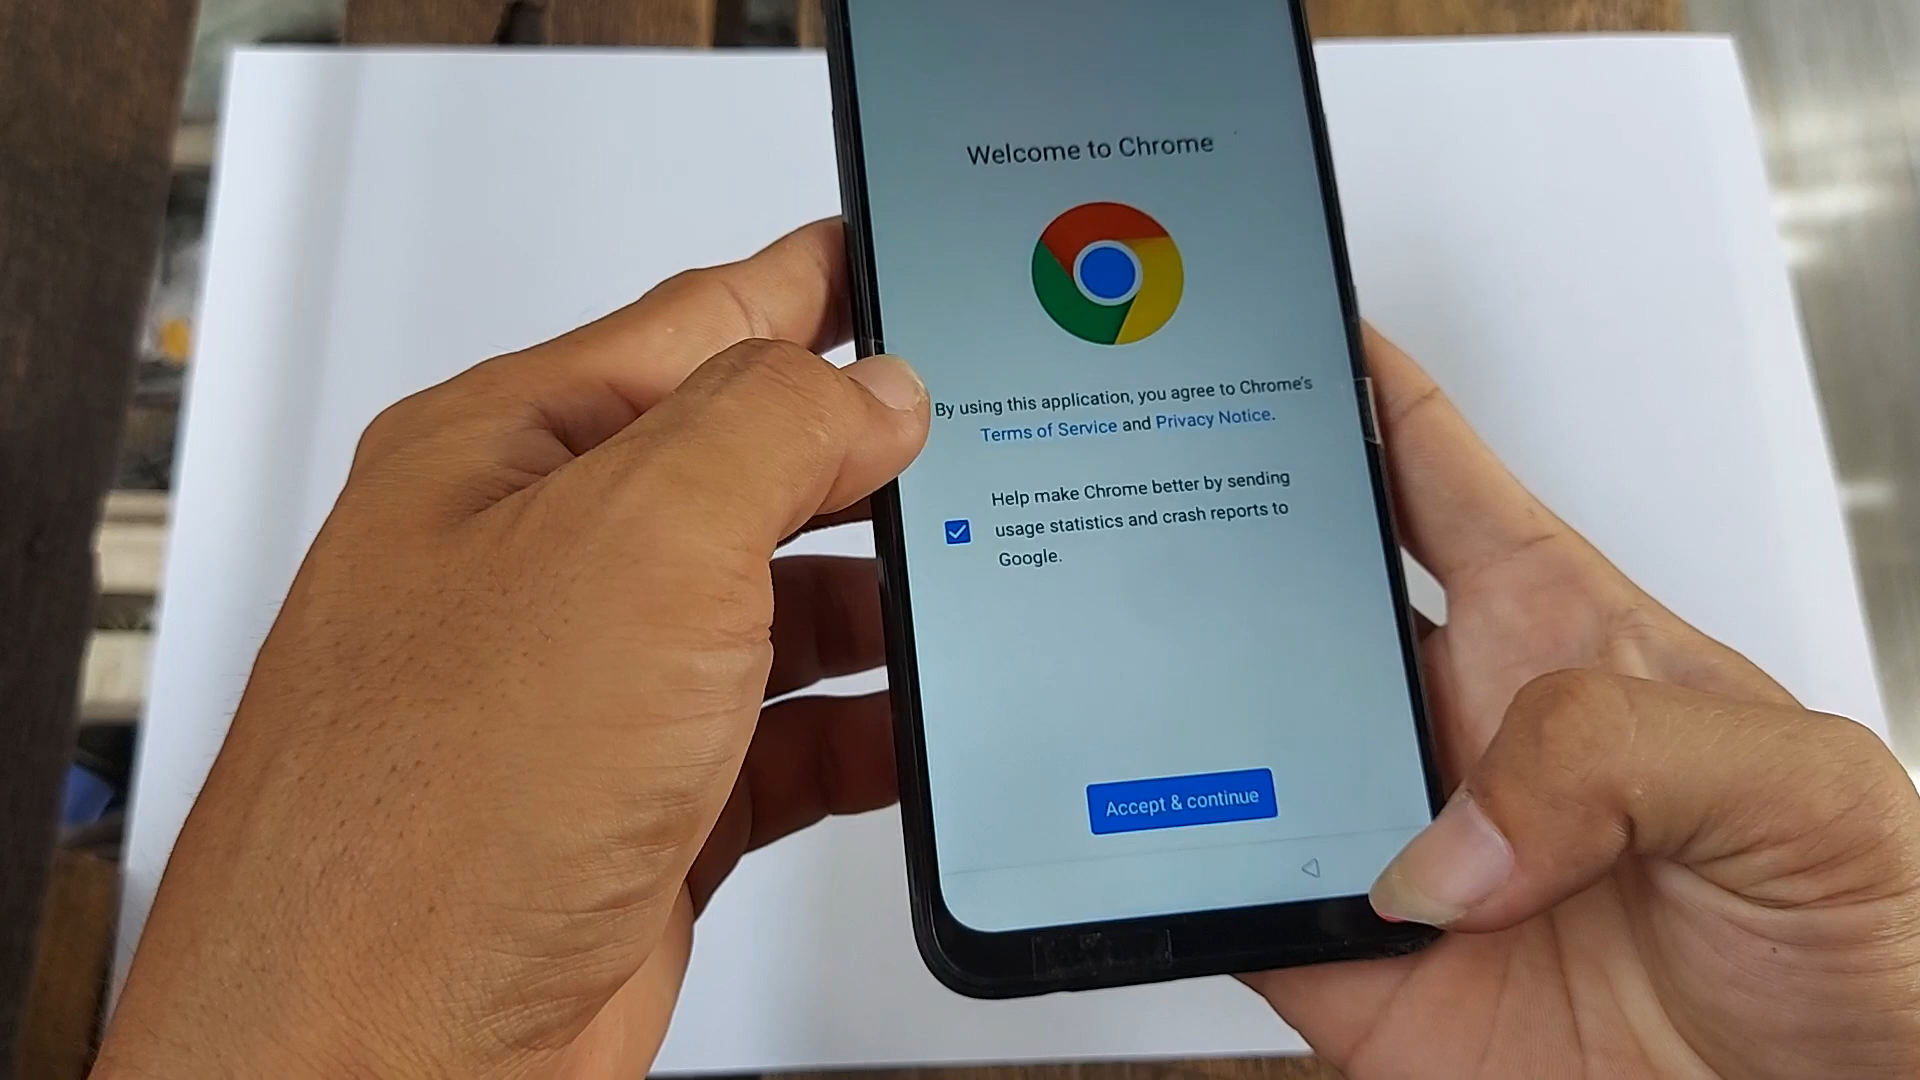 Welcome to Chrome
By using this application, you agree to Chrome's
Terms of Service and Privacy Notice.
Help make Chrome better by sending
usage statistics and crash reports to
Google.
Accept & continue